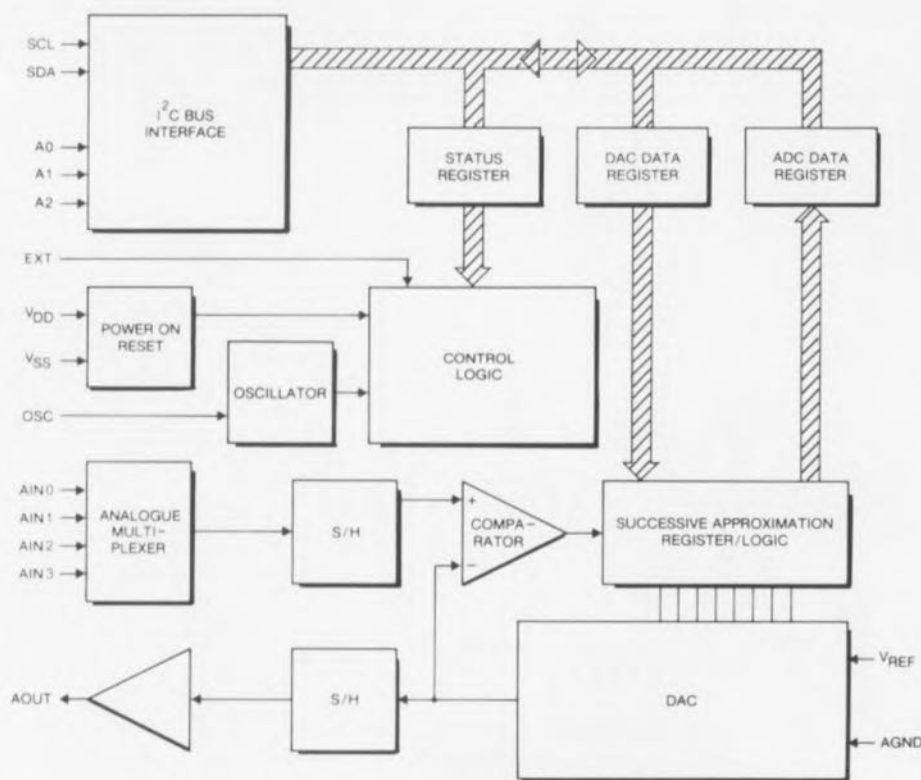 SCL
SDA
A0
A1
A2
I²C BUS
INTERFACE
STATUS
REGISTER
DAC DATA
REGISTER
ADC DATA
REGISTER
EXT
VDD
VSS
POWER ON
RESET
OSC
OSCILLATOR
CONTROL
LOGIC
AIN0
AIN1
AIN2
AIN3
ANALOGUE
MULTI-
PLEXER
S/H
+
COMPA-
RATOR
−
SUCCESSIVE APPROXIMATION
REGISTER/LOGIC
AOUT
S/H
DAC
VREF
AGND